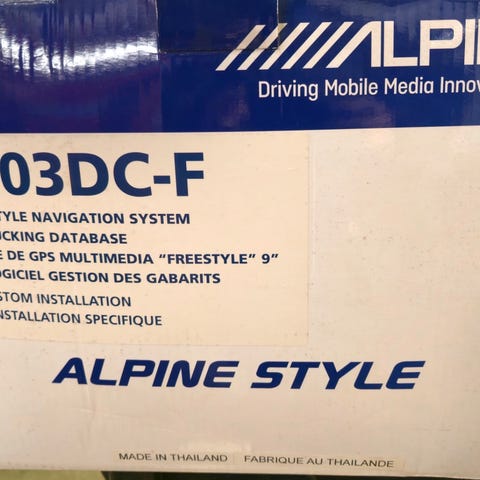 ALPI
Driving Mobile Media Innov
03DC-F
TYLE NAVIGATION SYSTEM
CKING DATABASE
E DE GPS MULTIMEDIA “FREESTYLE” 9”
OGICIEL GESTION DES GABARITS
STOM INSTALLATION
NSTALLATION SPECIFIQUE
ALPINE STYLE
MADE IN THAILAND | FABRIQUE AU THAILANDE